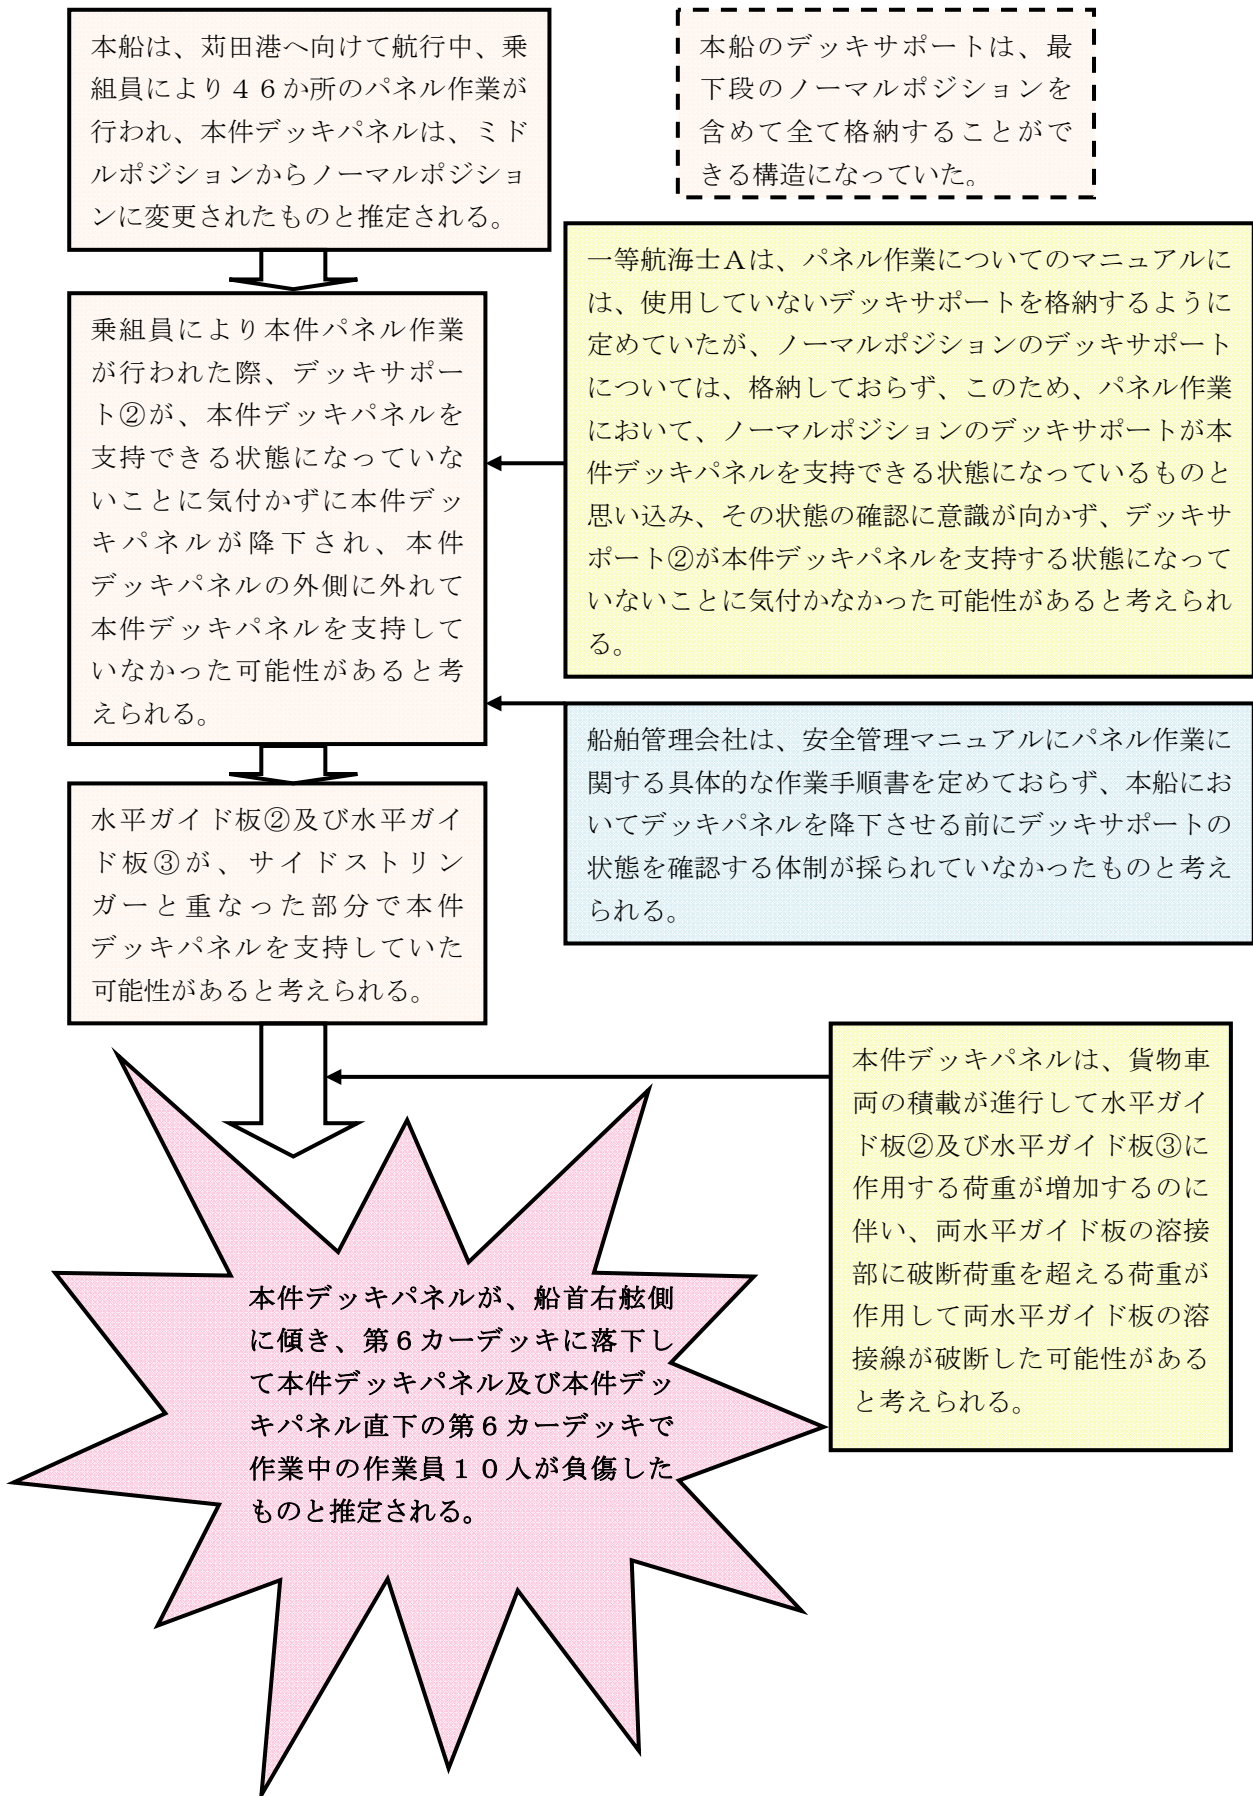 本船は、苅田港へ向けて航行中、乗
組員により４６か所のパネル作業が
行われ、本件デッキパネルは、ミド
ルポジションからノーマルポジショ
ンに変更されたものと推定される。
本船のデッキサポートは、最
下段のノーマルポジションを
含めて全て格納することがで
きる構造になっていた。
乗組員により本件パネル作業
が行われた際、デッキサポー
ト②が、本件デッキパネルを
支持できる状態になっていな
いことに気付かずに本件デッ
キパネルが降下され、本件
デッキパネルの外側に外れて
本件デッキパネルを支持して
いなかった可能性があると考
えられる。
一等航海士Ａは、パネル作業についてのマニュアルに
は、使用していないデッキサポートを格納するように
定めていたが、ノーマルポジションのデッキサポート
については、格納しておらず、このため、パネル作業
において、ノーマルポジションのデッキサポートが本
件デッキパネルを支持できる状態になっているものと
思い込み、その状態の確認に意識が向かず、デッキサ
ポート②が本件デッキパネルを支持する状態になって
いないことに気付かなかった可能性があると考えられ
る。
船舶管理会社は、安全管理マニュアルにパネル作業に
関する具体的な作業手順書を定めておらず、本船にお
いてデッキパネルを降下させる前にデッキサポートの
状態を確認する体制が採られていなかったものと考え
られる。
水平ガイド板②及び水平ガイ
ド板③が、サイドストリン
ガーと重なった部分で本件
デッキパネルを支持していた
可能性があると考えられる。
本件デッキパネルは、貨物車
両の積載が進行して水平ガイ
ド板②及び水平ガイド板③に
作用する荷重が増加するのに
伴い、両水平ガイド板の溶接
部に破断荷重を超える荷重が
作用して両水平ガイド板の溶
接線が破断した可能性がある
と考えられる。
本件デッキパネルが、船首右舷側
に傾き、第６カーデッキに落下し
て本件デッキパネル及び本件デッ
キパネル直下の第６カーデッキで
作業中の作業員１０人が負傷した
ものと推定される。